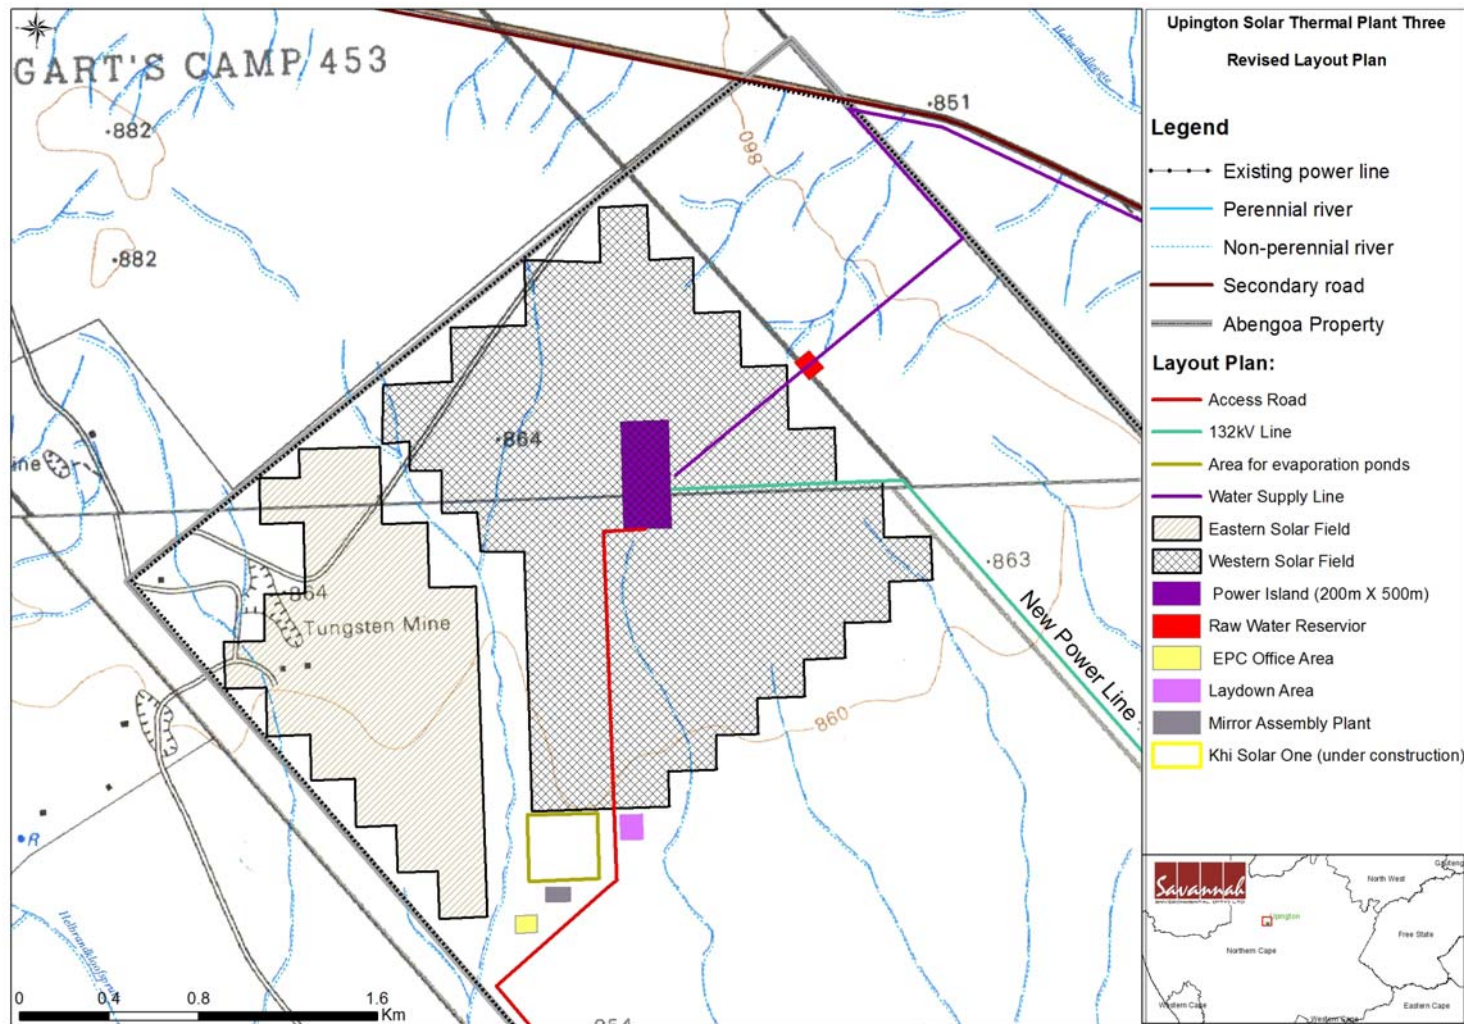 GART'S CAMP 453
882
882
851
860
864
864
Tungsten Mine
ine
863
New Power Line
860
R
Helbrandkloofspruit
0 0.4 0.8 1.6
Km
Upington Solar Thermal Plant Three
Revised Layout Plan
Legend
Existing power line
Perennial river
Non-perennial river
Secondary road
Abengoa Property
Layout Plan:
Access Road
132kV Line
Area for evaporation ponds
Water Supply Line
Eastern Solar Field
Western Solar Field
Power Island (200m X 500m)
Raw Water Reservior
EPC Office Area
Laydown Area
Mirror Assembly Plant
Khi Solar One (under construction)
Savannah
North West
Gauteng
Upington
Free State
Northern Cape
Western Cape
Western Cape
Eastern Cape